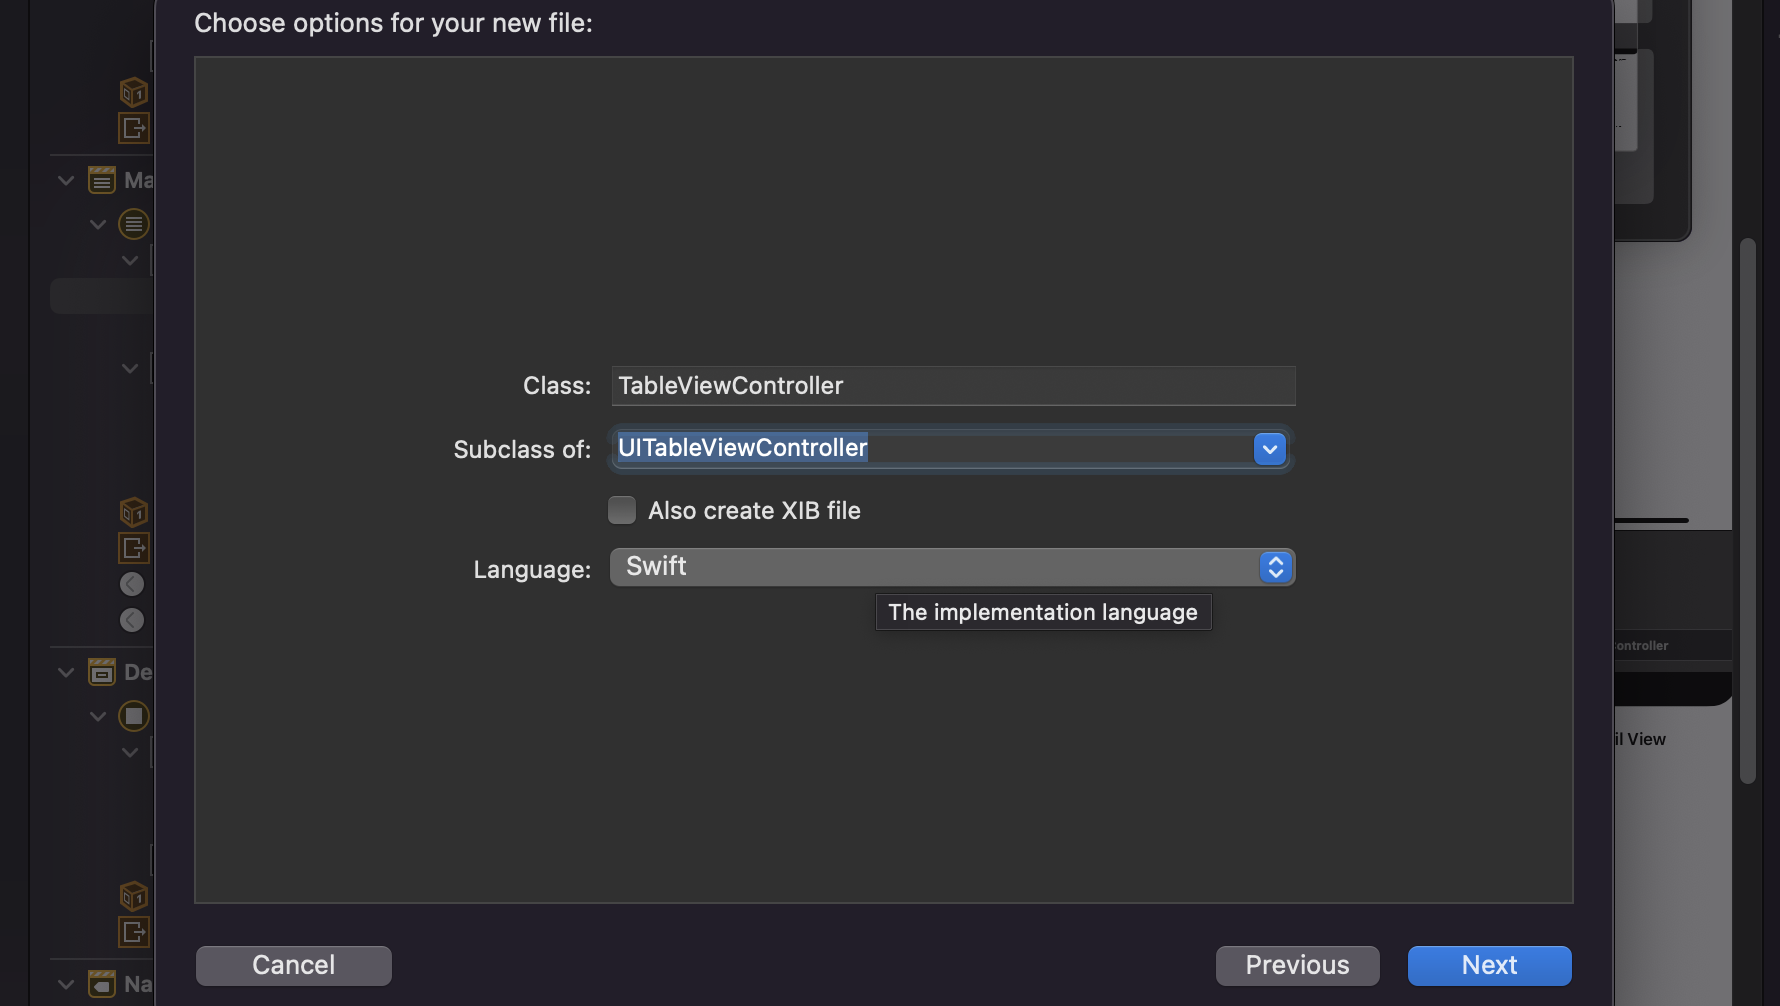 Choose options for your new file:
Ma
Class: TableViewController
Subclass of: UITableViewController
Also create XIB file
Language: Swift
The implementation language
ontroller
De
il View
Na
Cancel
Previous
Next